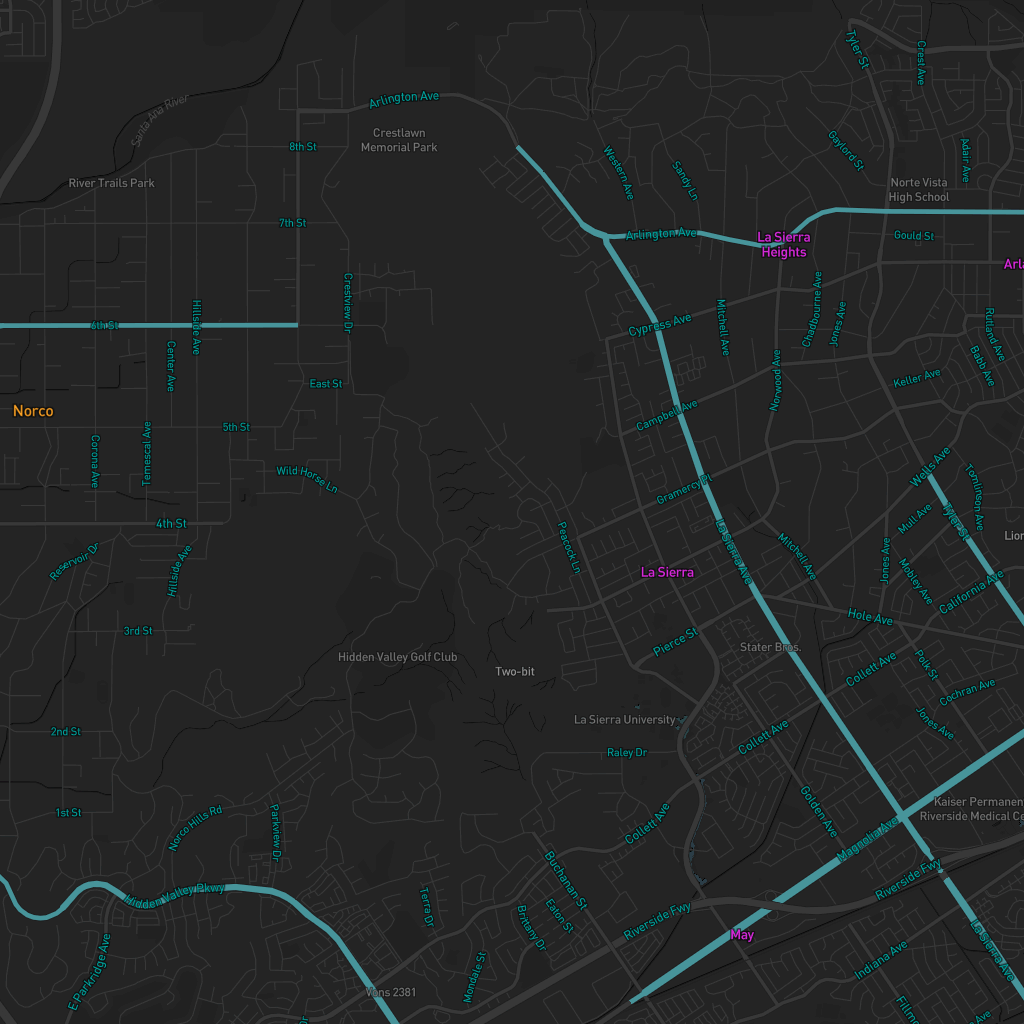 Tyler St
Crest Ave
Arlington Ave
Santa Ana River
Crestlawn
Memorial Park
8th St
Gaylord St
Adair Ave
Western Ave
Sandy Ln
River Trails Park
Norte Vista
High School
7th St
Arlington Ave
La Sierra
Heights
Gould St
Crestview Dr
Hillside Ave
6th St
Cypress Ave
Mitchell Ave
Chadbourne Ave
Jones Ave
Rutland Ave
Babb Ave
Center Ave
East St
Norwood Ave
Keller Ave
Norco
Campbell Ave
5th St
Corona Ave
Temescal Ave
Wild Horse Ln
Wells Ave
Gramercy Pl
Tomlinson Ave
4th St
Tyler St
Mull Ave
Peacock Ln
La Sierra Ave
Mitchell Ave
Reservoir Dr
Hillside Ave
Jones Ave
La Sierra
Mobley Ave
California Ave
3rd St
Hole Ave
Pierce St
Stater Bros.
Hidden Valley Golf Club
Two-bit
Collett Ave
Polk St
Cochran Ave
La Sierra University
Jones Ave
2nd St
Raley Dr
Collett Ave
1st St
Norco Hills Rd
Parkview Dr
Collett Ave
Golden Ave
Kaiser Permanen
Riverside Medical Ce
Magnolia Ave
Buchanan St
Riverside Fwy
Hidden Valley Pkwy
Terra Dr
Brittany Dr
Eaton St
Riverside Fwy
May
La Sierra Ave
E Parkridge Ave
Mondale St
Indiana Ave
Vons 2381